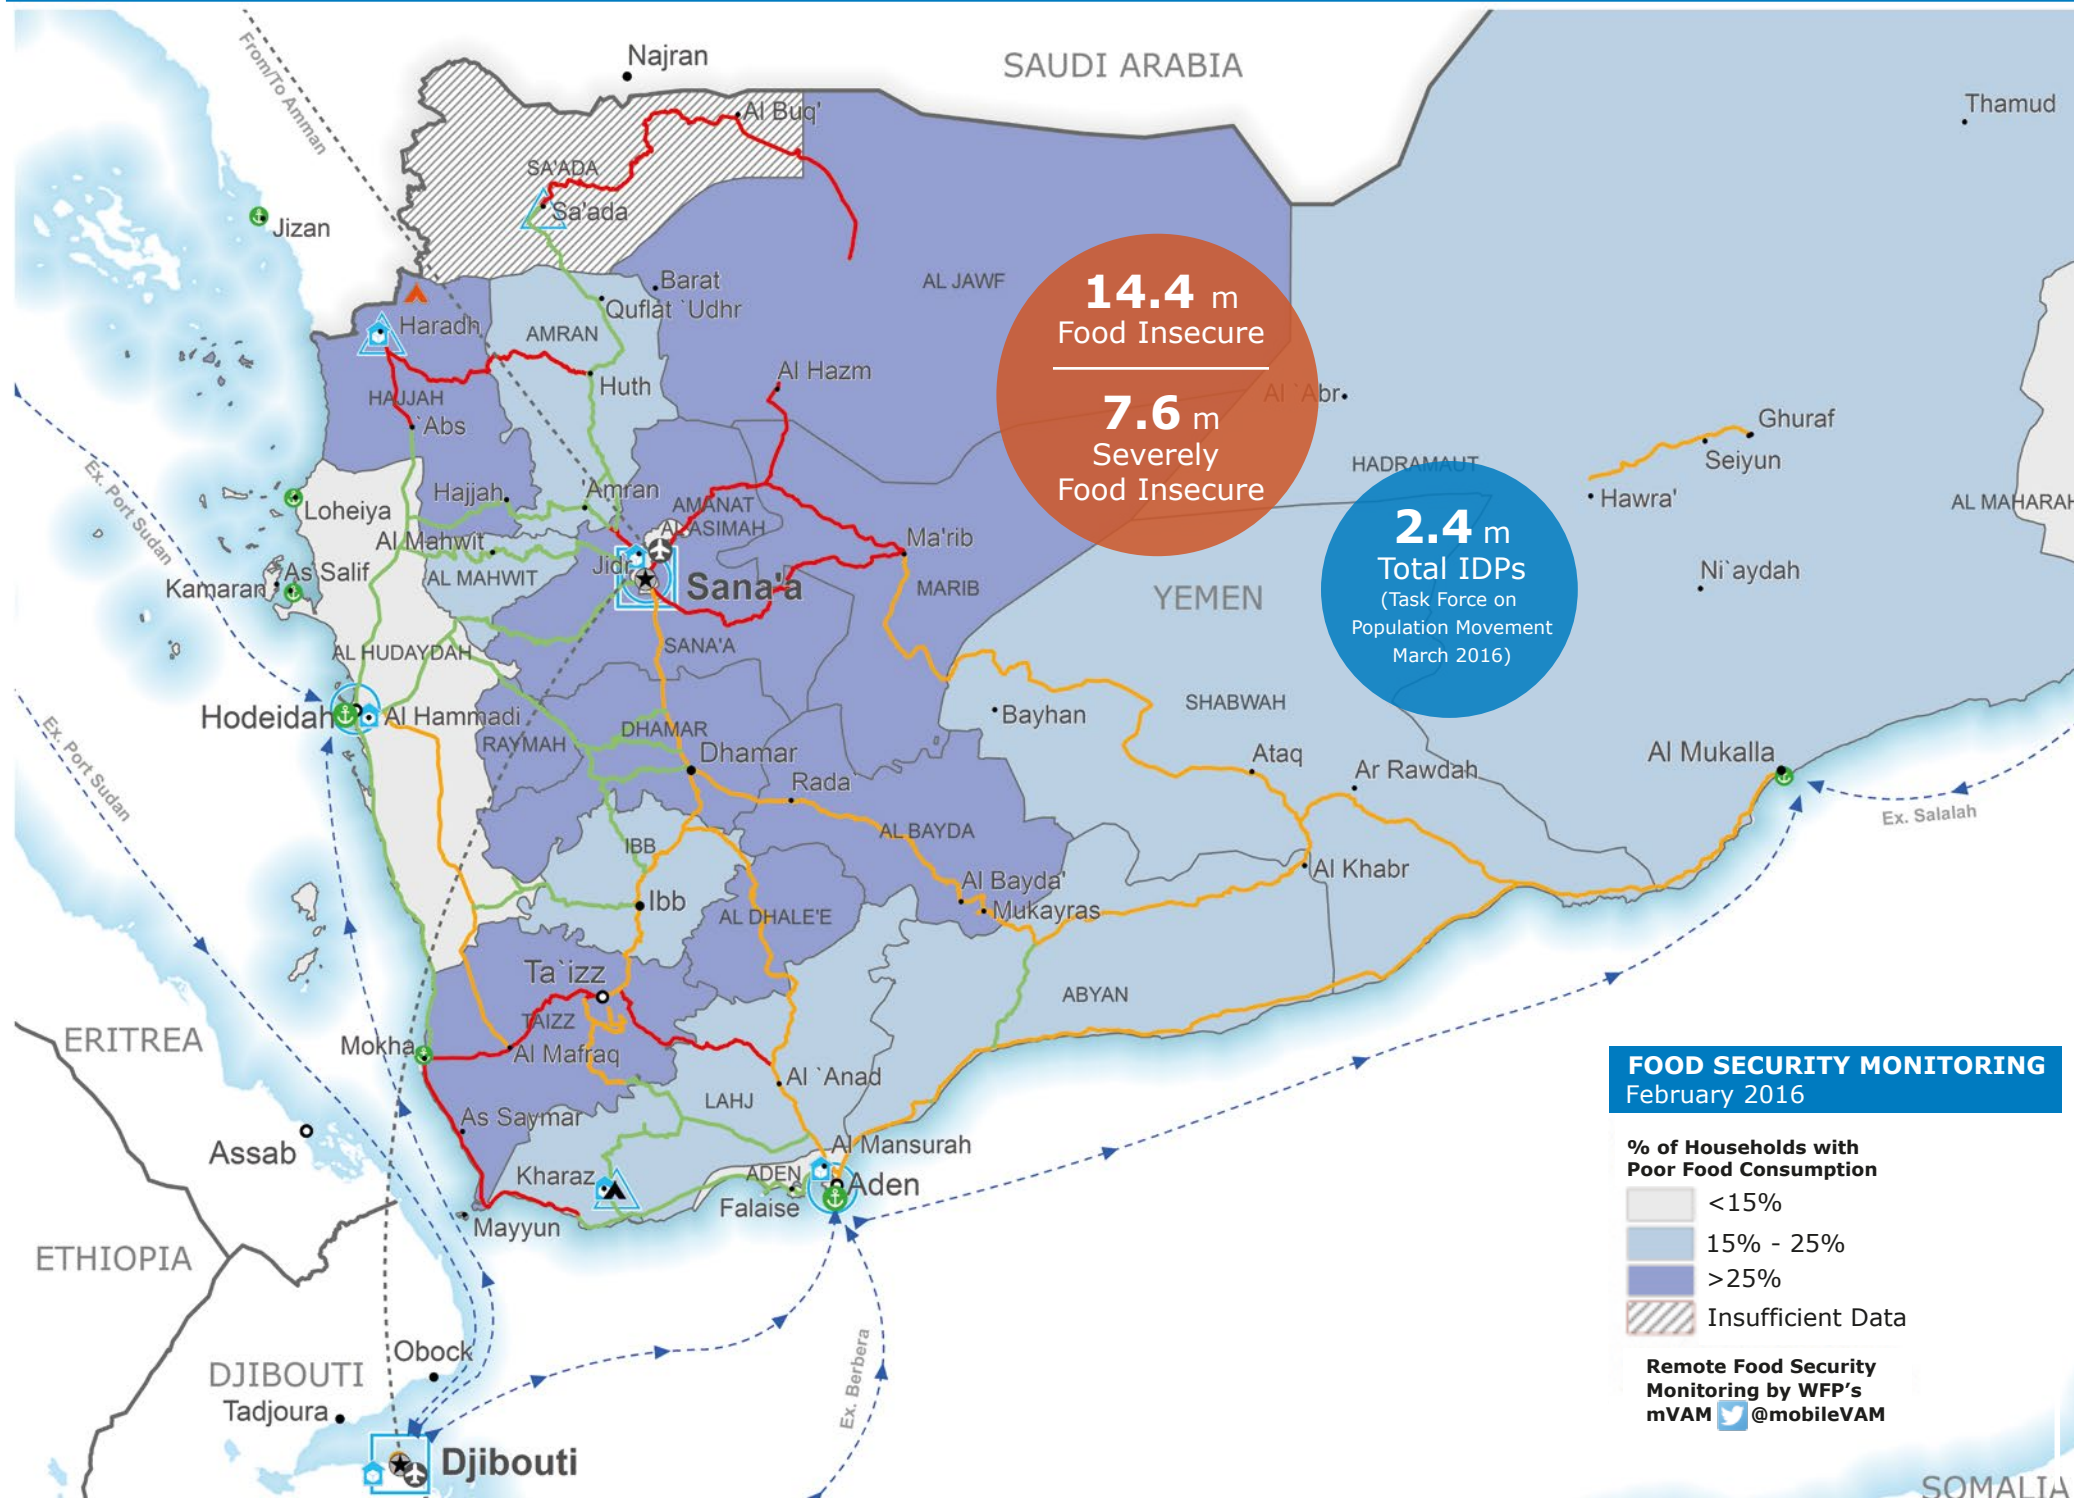 From/To Amman
Najran
SAUDI ARABIA
Thamud
Al Buq'
SA'ADA
Sa'ada
Jizan
Barat
Quflat `Udhr
AL JAWF
14.4 m
Food Insecure
7.6 m
Severely
Food Insecure
Haradh
AMRAN
Huth
Al Hazm
Al `Abr
HAJJAH
`Abs
Ghuraf
Seiyun
HADRAMAUT
Hawra'
AL MAHARAH
Ex. Port Sudan
Loheiya
Hajjah
Amran
AMANAT
AL ASIMAH
Al Mahwit
Ma'rib
2.4 m
Total IDPs
(Task Force on
Population Movement
March 2016)
Kamaran
As Salif
AL MAHWIT
Jidr
Sana'a
MARIB
YEMEN
Ni`aydah
AL HUDAYDAH
SANA'A
Hodeidah
Al Hammadi
RAYMAH
DHAMAR
Dhamar
Bayhan
SHABWAH
Ex. Port Sudan
Rada`
Ataq
Ar Rawdah
Al Mukalla
Ex. Salalah
IBB
AL BAYDA
Al Khabr
Ibb
AL DHALE'E
Al Bayda'
Mukayras
Ta`izz
TAIZZ
ABYAN
ERITREA
Mokha
Al Mafraq
Al `Anad
LAHJ
As Saymar
Assab
Al Mansurah
Kharaz
ADEN
Aden
Falaise
Mayyun
ETHIOPIA
Obock
DJIBOUTI
Tadjoura
Ex. Berbera
Djibouti
FOOD SECURITY MONITORING
February 2016
% of Households with
Poor Food Consumption
<15%
15% - 25%
>25%
Insufficient Data
Remote Food Security
Monitoring by WFP's
mVAM @mobileVAM
SOMALIA